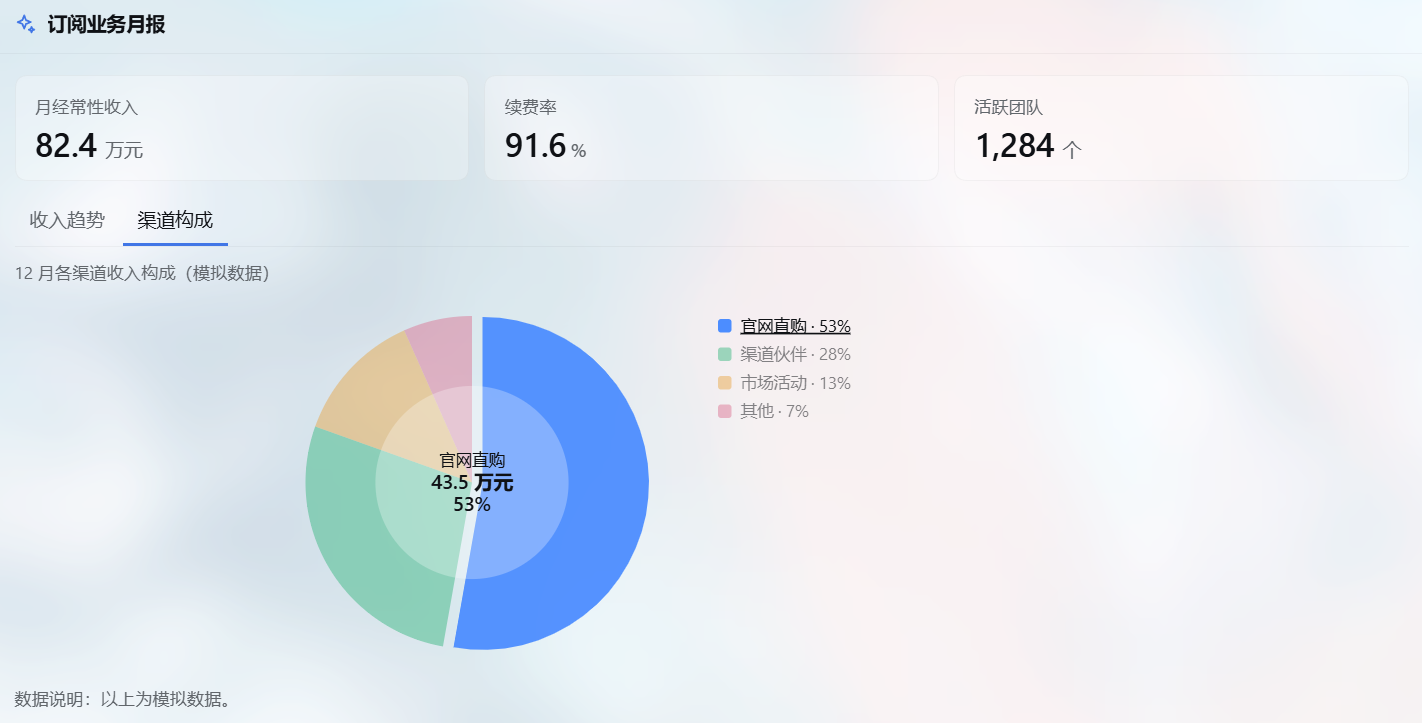 订阅业务月报
月经常性收入
82.4 万元
续费率
91.6 %
活跃团队
1,284 个
收入趋势
渠道构成
12 月各渠道收入构成（模拟数据）
官网直购
43.5 万元
53%
官网直购 · 53%
渠道伙伴 · 28%
市场活动 · 13%
其他 · 7%
数据说明：以上为模拟数据。